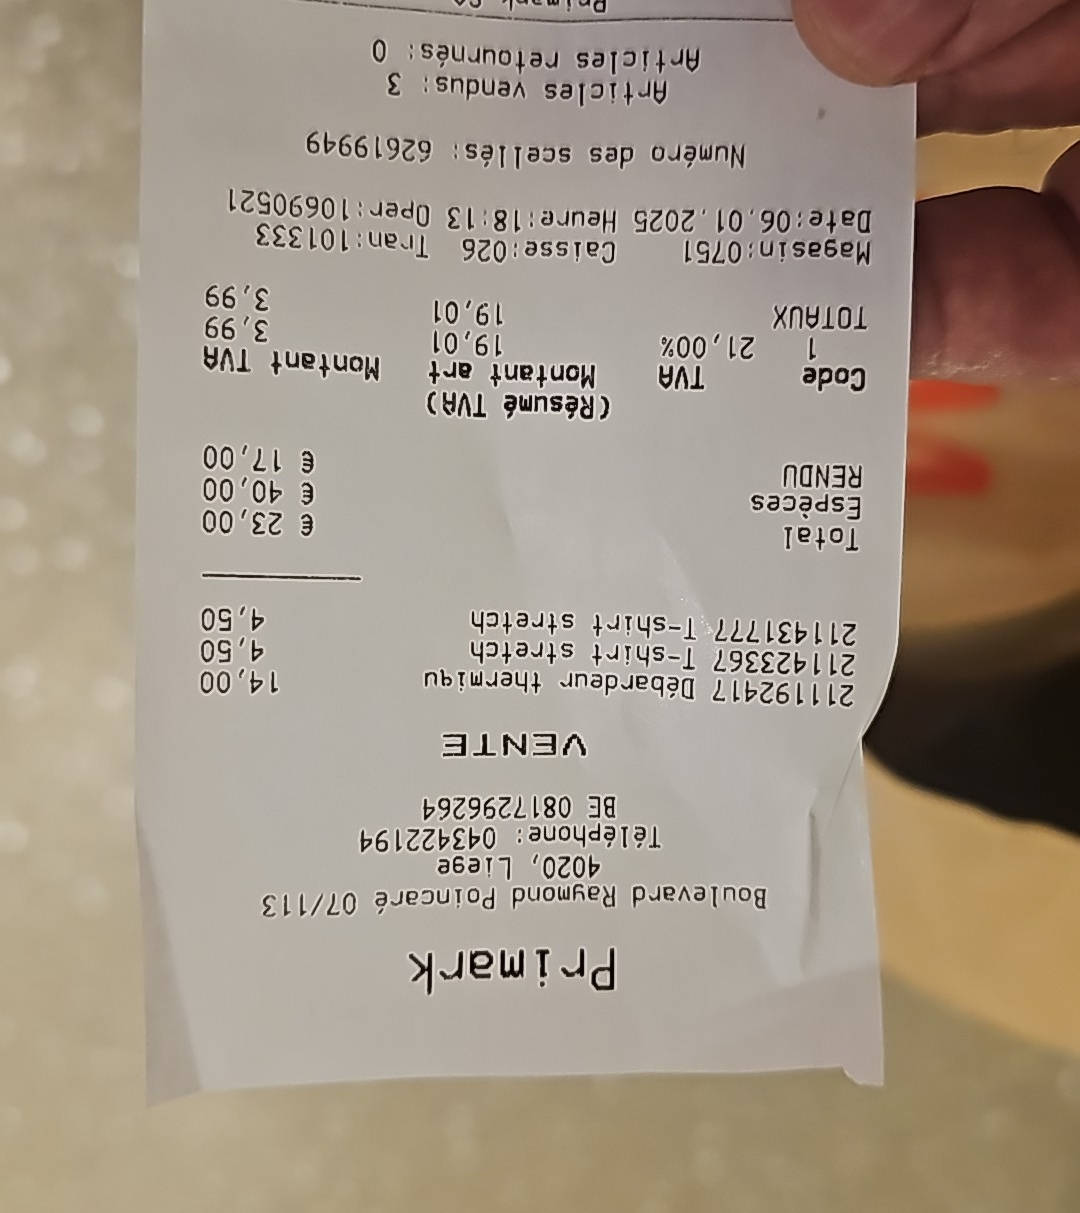 Primark
Boulevard Raymond Poincaré 07/113
4020, Liege
Téléphone: 043422194
BE 0817296264
VENTE
211192417 Débardeur thermiqu 14,00
211423367 T-shirt stretch 4,50
211431777 T-shirt stretch 4,50
Total € 23,00
Espèces € 40,00
RENDU € 17,00
(Résumé TVA)
Code TVA Montant art Montant TVA
1 21,00% 19,01 3,99
TOTAUX 19,01 3,99
Magasin:0751 Caisse:026 Tran:101333
Date:06.01.2025 Heure:18:13 Oper:10690521
Numéro des scellés: 62619949
Articles vendus: 3
Articles retournés: 0
Primark